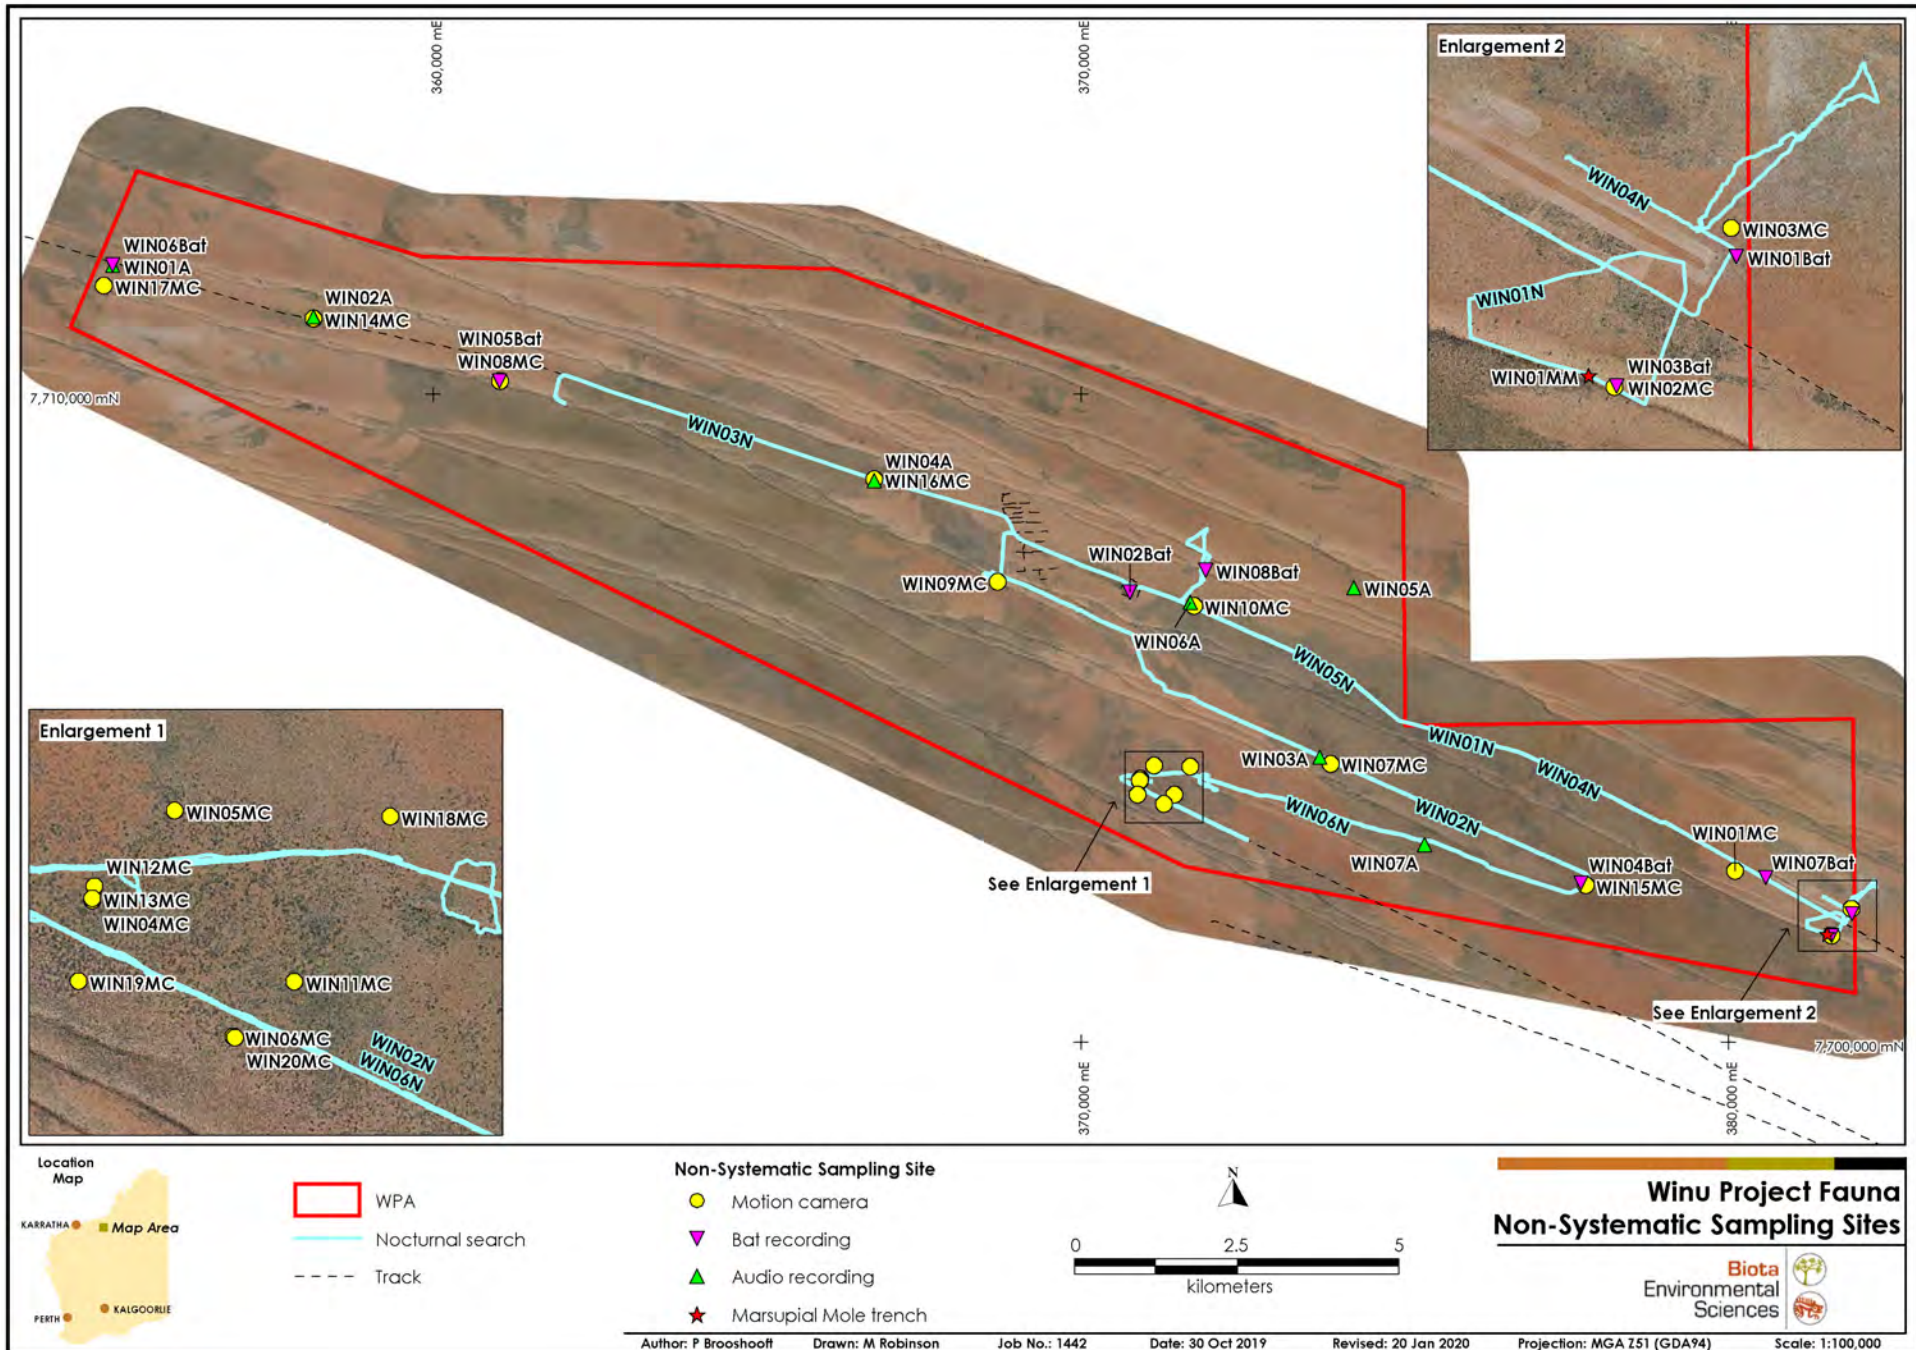 360,000 mE
370,000 mE
Enlargement 2
WIN04N
WIN03MC
WIN01Bat
WIN01N
WIN01MM
WIN03Bat
WIN02MC
WIN06Bat
WIN01A
WIN17MC
WIN02A
WIN14MC
WIN05Bat
WIN08MC
7,710,000 mN
WIN03N
WIN04A
WIN16MC
WIN02Bat
WIN08Bat
WIN09MC
WIN10MC
WIN05A
WIN06A
WIN05N
WIN01N
WIN03A
WIN07MC
WIN04N
WIN06N
WIN02N
WIN01MC
WIN07A
WIN04Bat
WIN07Bat
WIN15MC
See Enlargement 1
See Enlargement 2
7,700,000 mN
370,000 mE
380,000 mE
Enlargement 1
WIN05MC
WIN18MC
WIN12MC
WIN13MC
WIN04MC
WIN19MC
WIN11MC
WIN06MC
WIN20MC
WIN02N
WIN06N
Location
Map
KARRATHA
Map Area
KALGOORLIE
PERTH
WPA
Nocturnal search
Track
Non-Systematic Sampling Site
Motion camera
Bat recording
Audio recording
Marsupial Mole trench
N
0 2.5 5
kilometers
Winu Project Fauna
Non-Systematic Sampling Sites
Biota
Environmental
Sciences
Author: P Brooshooft Drawn: M Robinson Job No.: 1442 Date: 30 Oct 2019 Revised: 20 Jan 2020 Projection: MGA Z51 (GDA94) Scale: 1:100,000